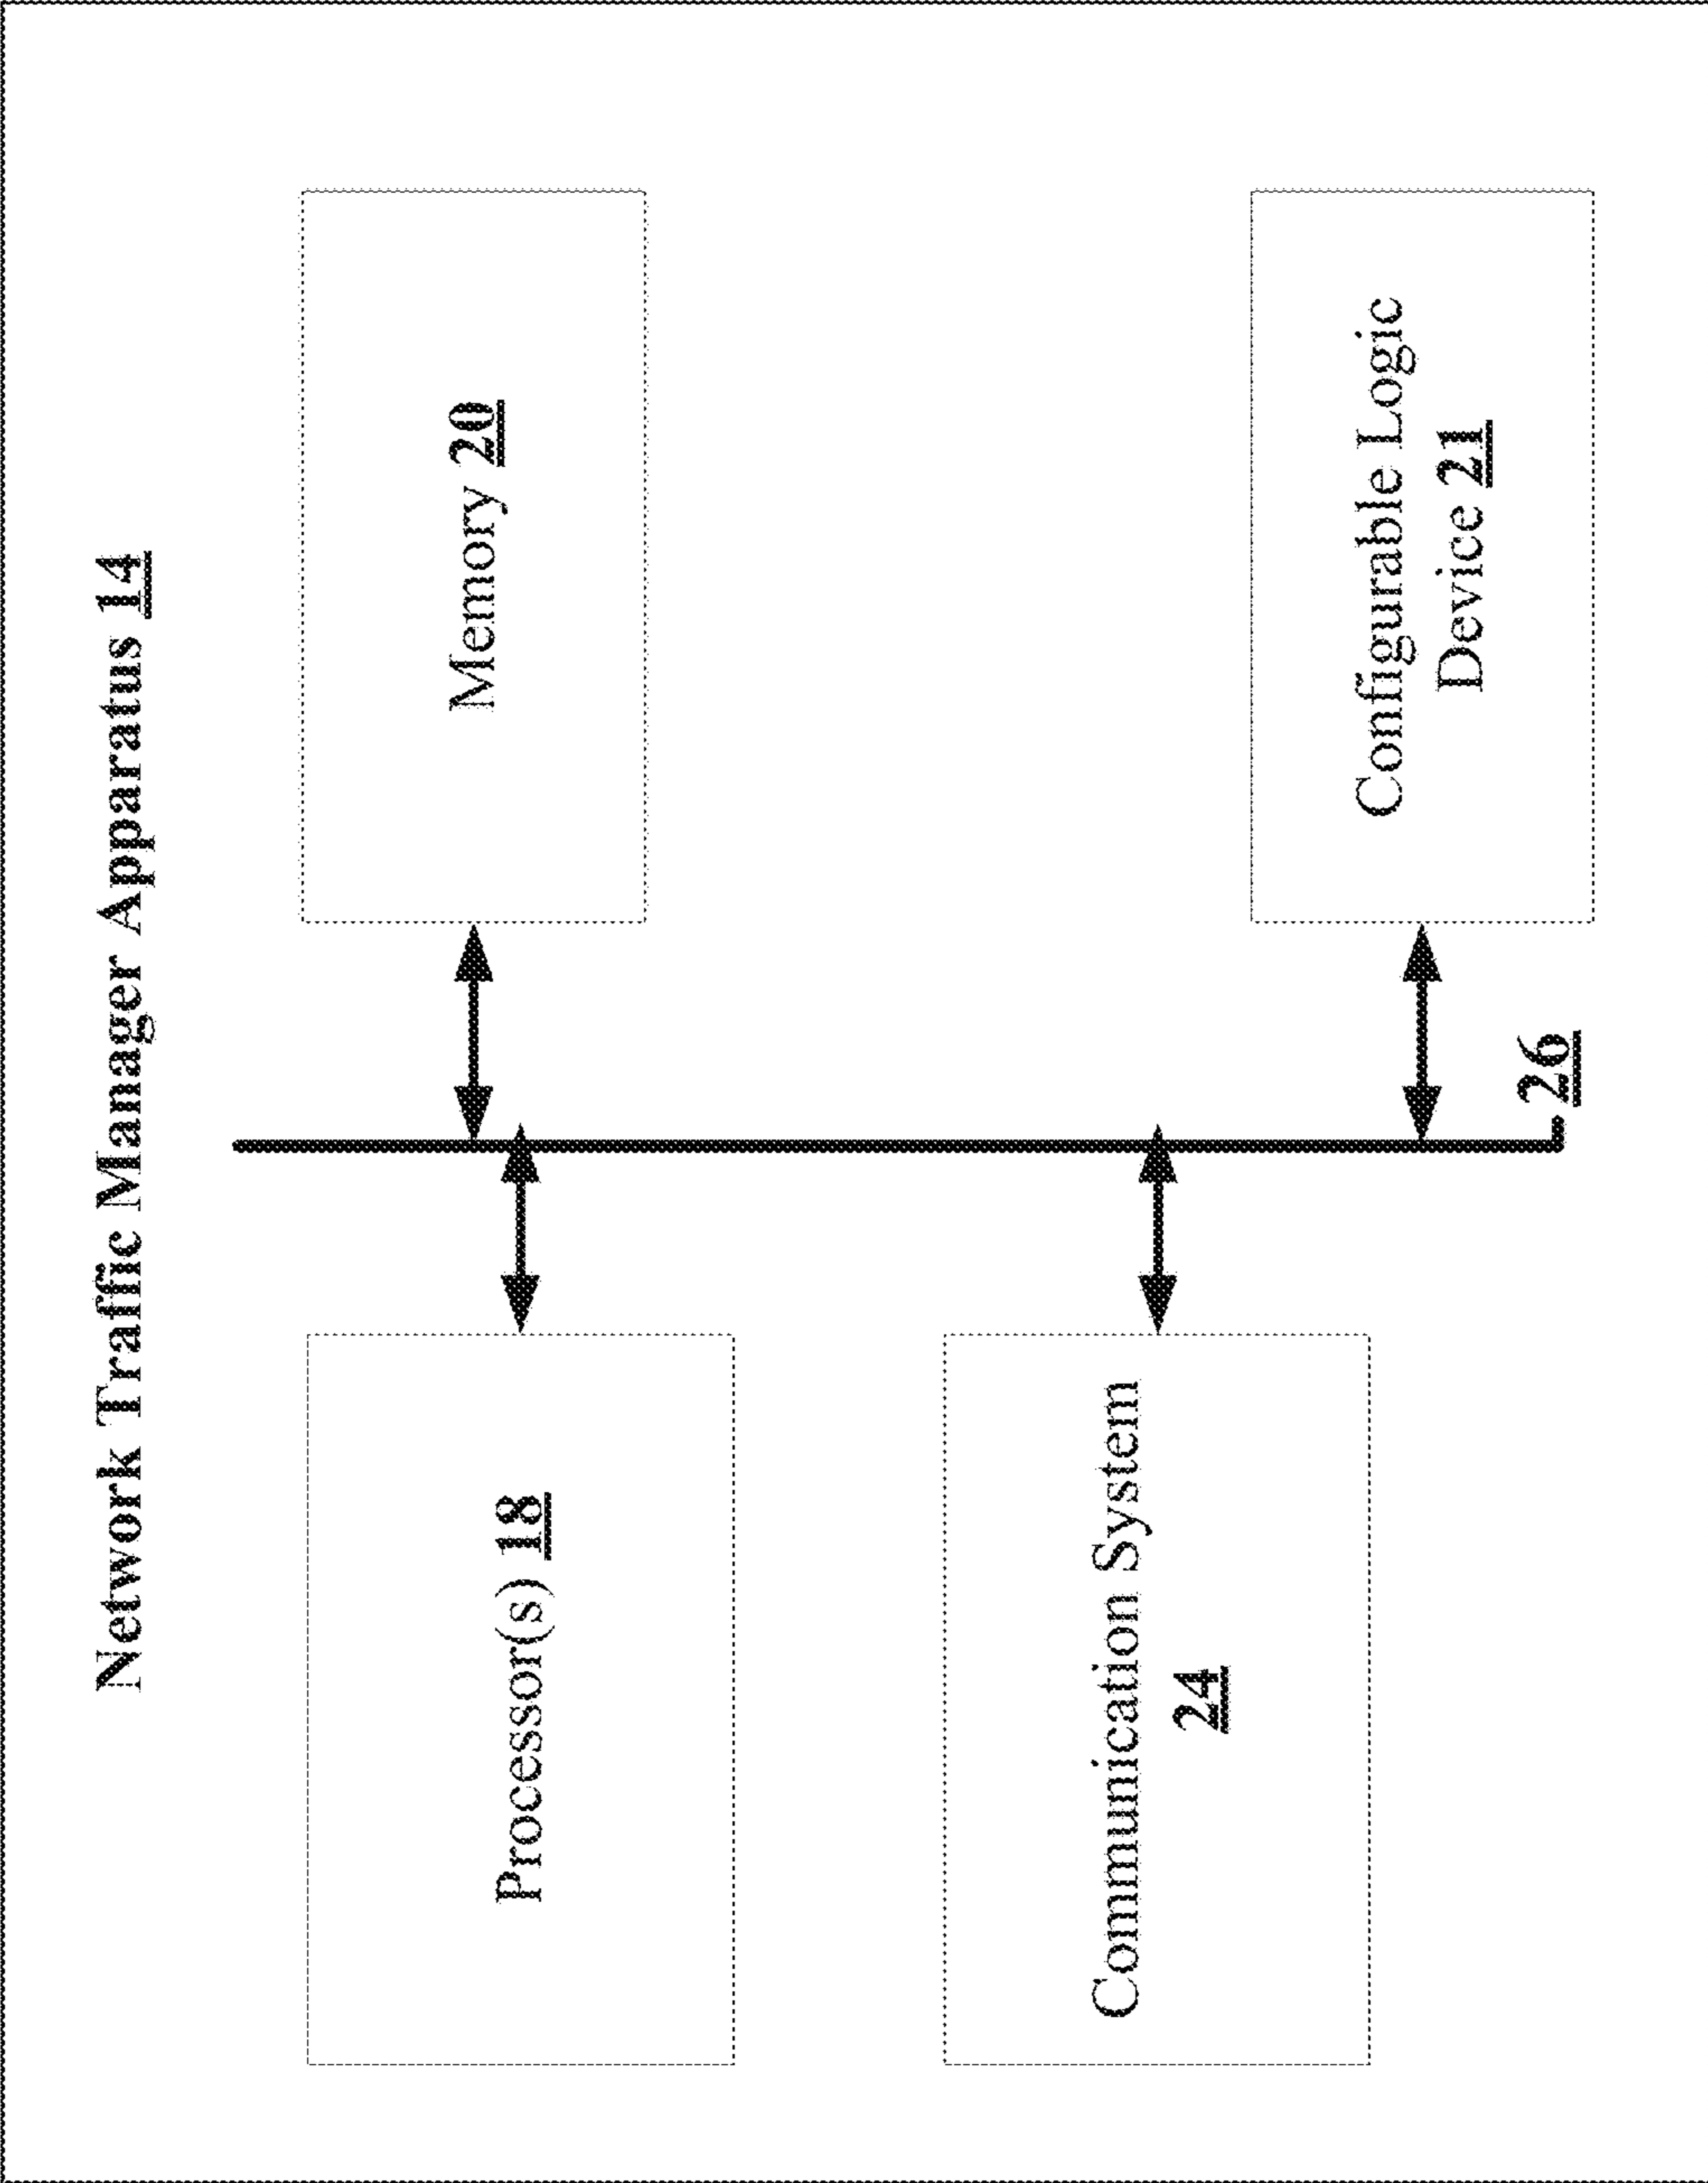 Network Traffic Manager Apparatus 14
Processor(s) 18
Memory 20
Communication System
24
Configurable Logic
Device 21
26